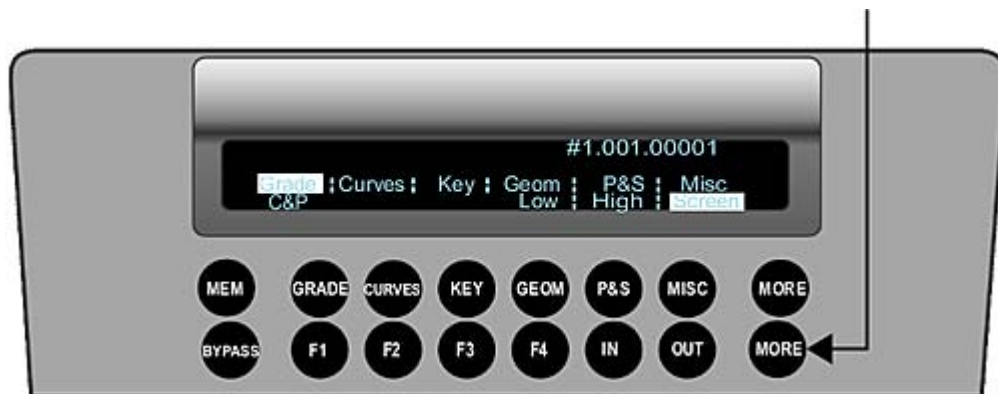 #1.001.00001
Grade ¦ Curves ¦ Key ¦ Geom ¦ P&S ¦ Misc
C&P Low ¦ High ¦ Screen
MEM GRADE CURVES KEY GEOM P&S MISC MORE
BYPASS F1 F2 F3 F4 IN OUT MORE